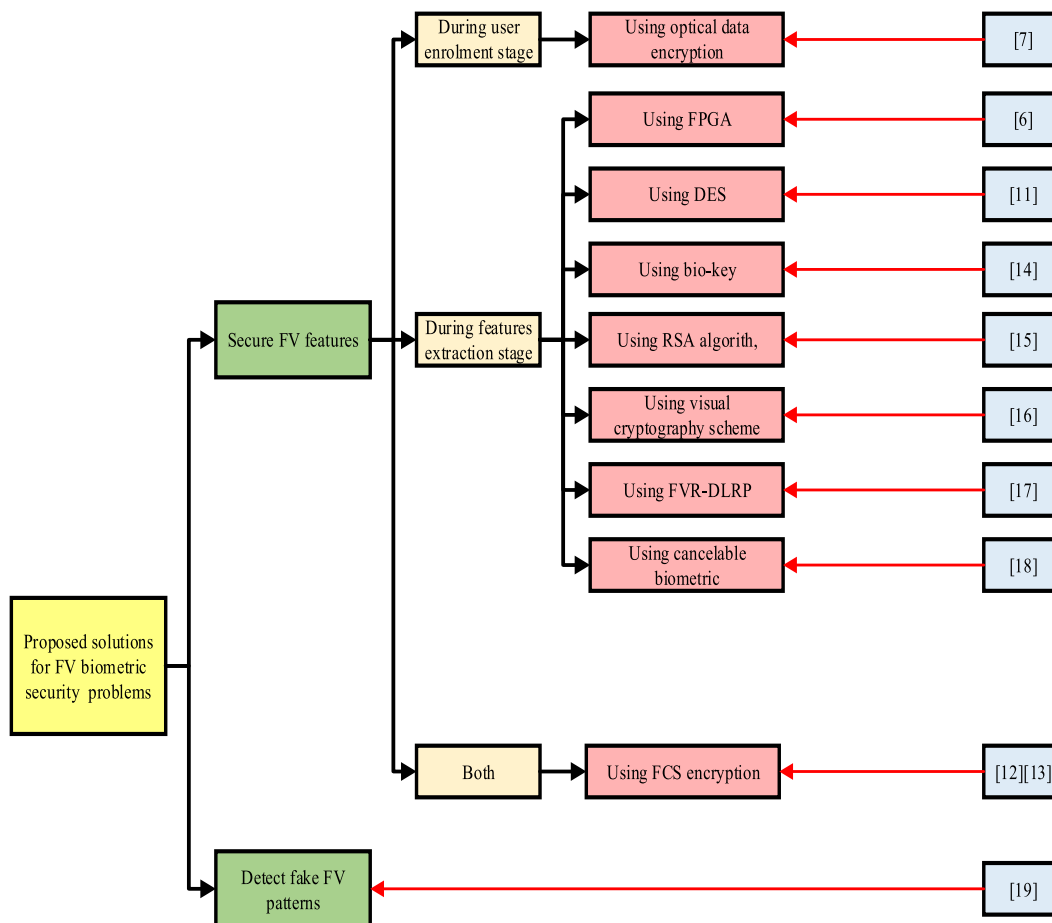 During user
enrolment stage
Using optical data
encryption
[7]
Using FPGA
[6]
Using DES
[11]
Using bio-key
[14]
Secure FV features
During features
extraction stage
Using RSA algorith,
[15]
Using visual
cryptography scheme
[16]
Using FVR-DLRP
[17]
Using cancelable
biometric
[18]
Proposed solutions
for FV biometric
security problems
Both
Using FCS encryption
[12][13]
Detect fake FV
patterns
[19]